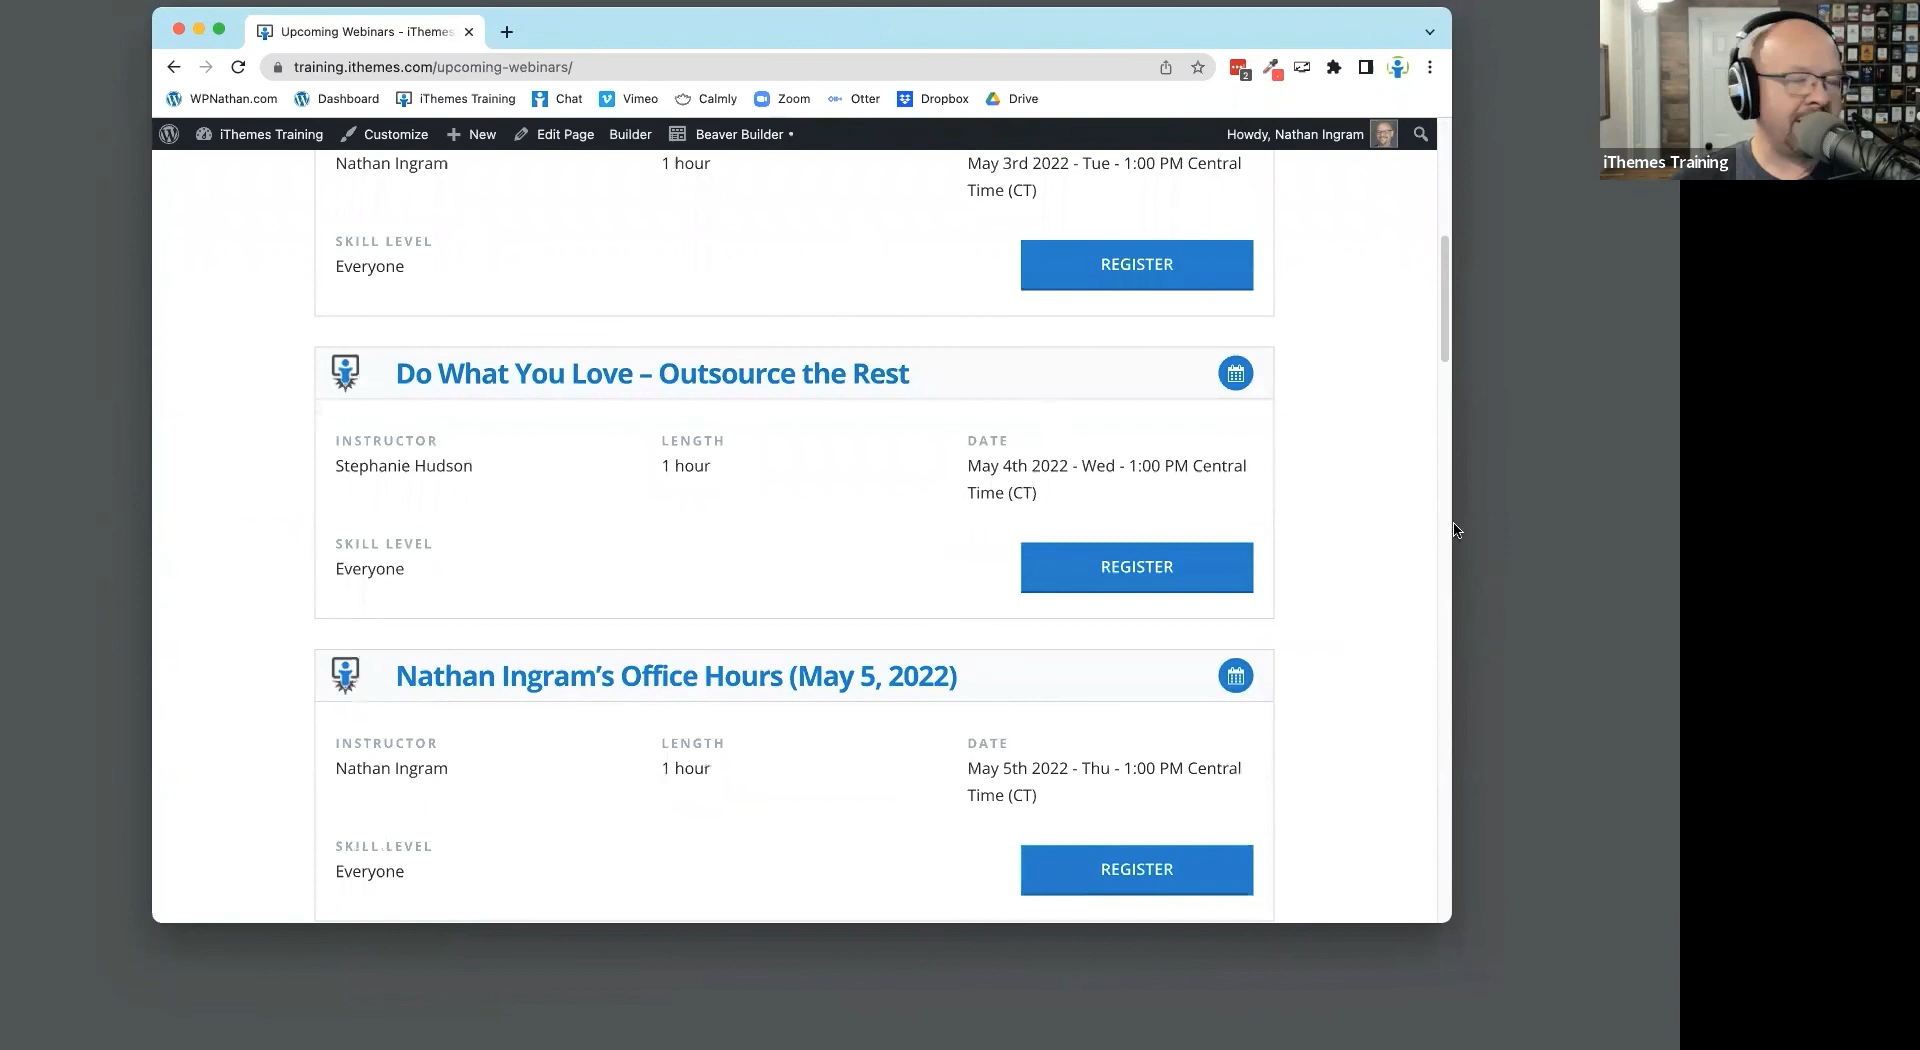 Upcoming Webinars - iThemes
training.ithemes.com/upcoming-webinars/
2
WPNathan.com Dashboard iThemes Training Chat Vimeo Calmly Zoom Otter Dropbox Drive
iThemes Training Customize New Edit Page Builder Beaver Builder Howdy, Nathan Ingram
iThemes Training
Nathan Ingram 1 hour May 3rd 2022 - Tue - 1:00 PM Central
Time (CT)
SKILL LEVEL
Everyone
REGISTER
Do What You Love – Outsource the Rest
INSTRUCTOR LENGTH DATE
Stephanie Hudson 1 hour May 4th 2022 - Wed - 1:00 PM Central
Time (CT)
SKILL LEVEL
Everyone
REGISTER
Nathan Ingram’s Office Hours (May 5, 2022)
INSTRUCTOR LENGTH DATE
Nathan Ingram 1 hour May 5th 2022 - Thu - 1:00 PM Central
Time (CT)
SKILL LEVEL
Everyone
REGISTER